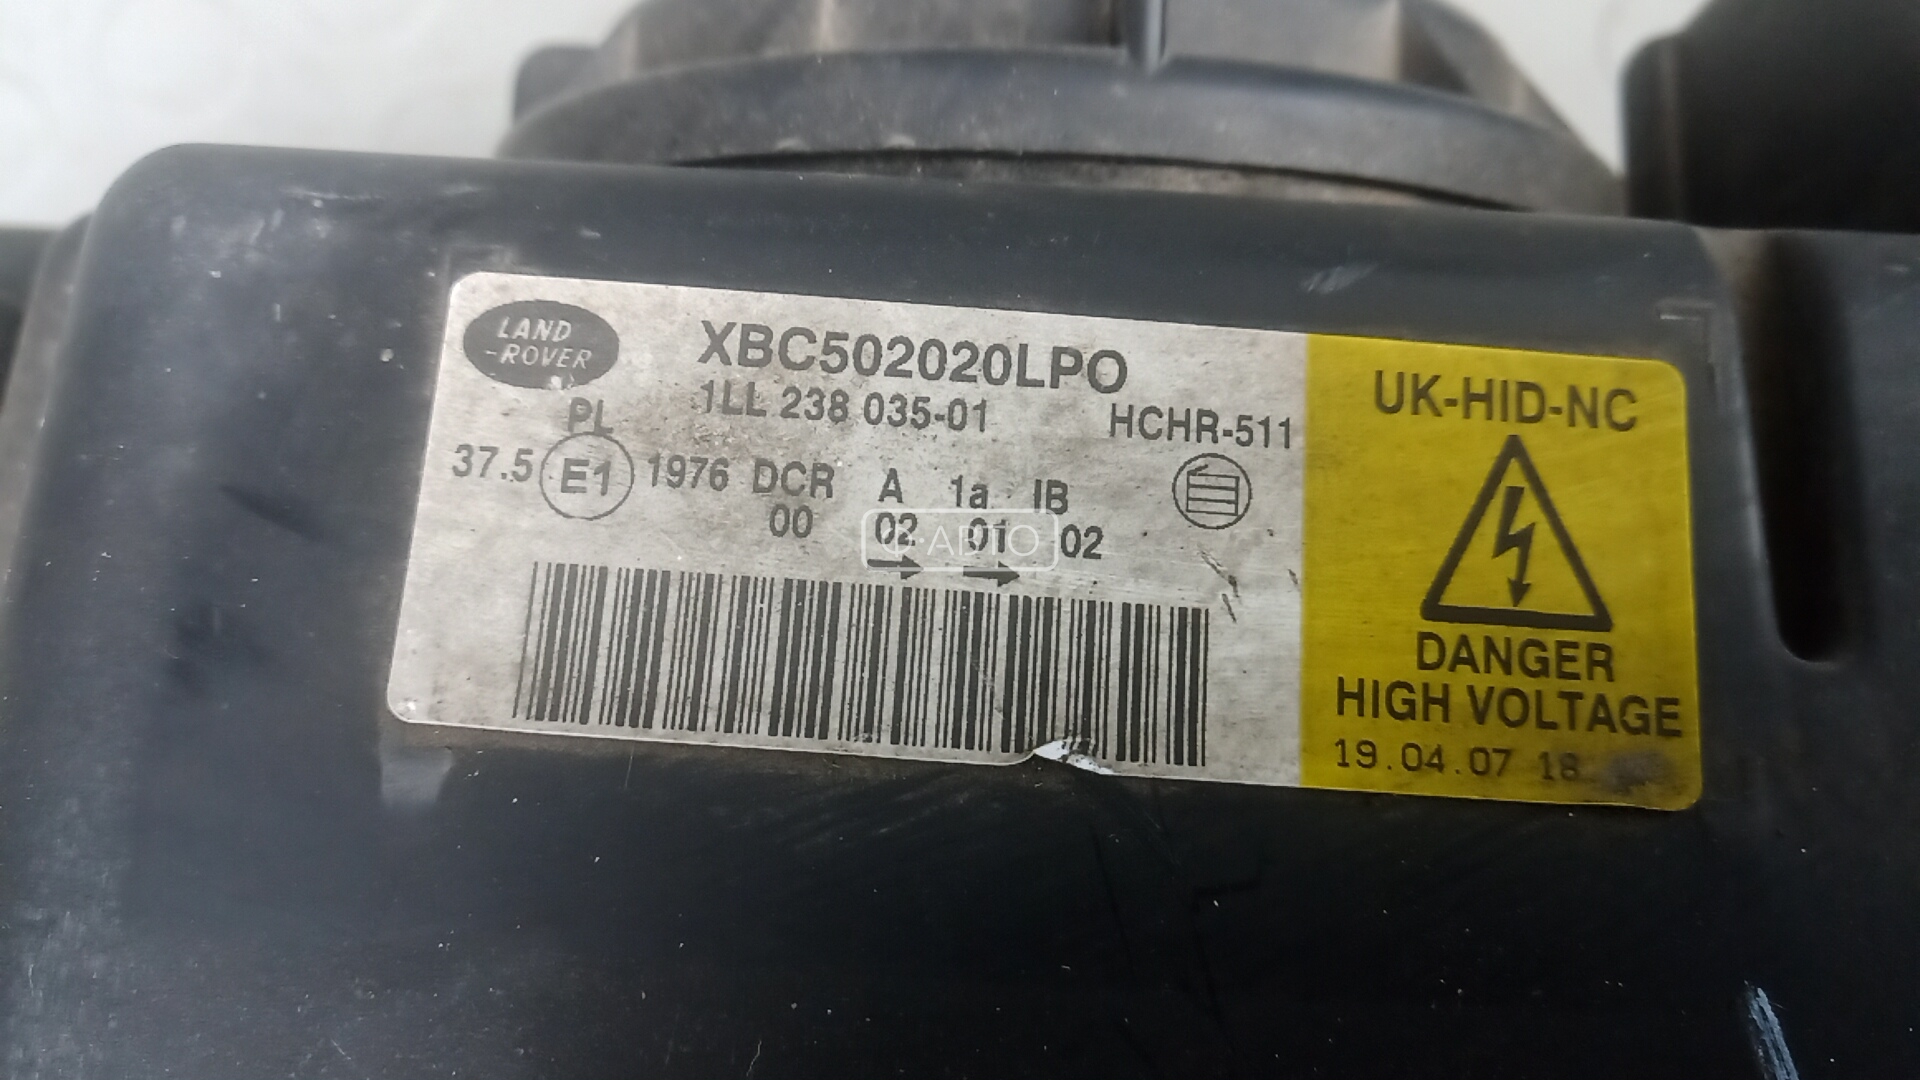 LAND
-ROVER
XBC502020LPO
1LL 238 035-01
HCHR-511
PL
37.5 E1 1976 DCR A 1a IB
00 02 01 02
UK-HID-NC
DANGER
HIGH VOLTAGE
19.04.07 18